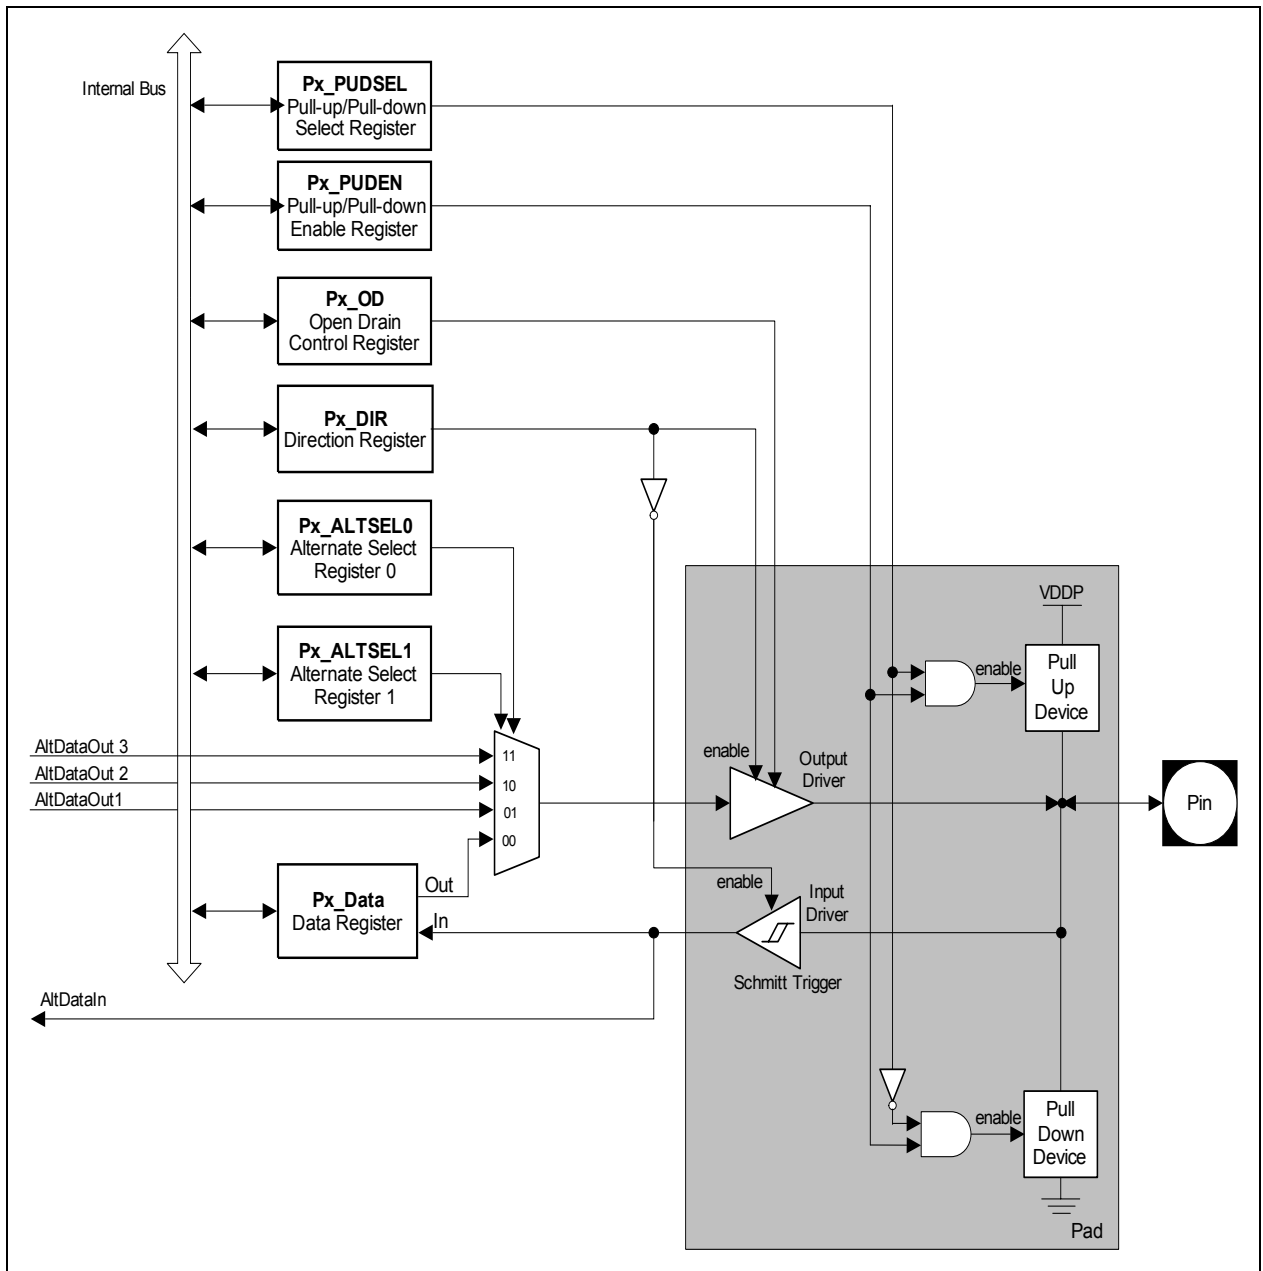 Internal Bus
Px_PUDSEL
Pull-up/Pull-down
Select Register
Px_PUDEN
Pull-up/Pull-down
Enable Register
Px_OD
Open Drain
Control Register
Px_DIR
Direction Register
Px_ALTSEL0
Alternate Select
Register 0
Px_ALTSEL1
Alternate Select
Register 1
AltDataOut 3
AltDataOut 2
AltDataOut1
11
10
01
00
Px_Data
Data Register
Out
In
AltDataIn
enable
Output
Driver
enable
Input
Driver
Schmitt Trigger
VDDP
enable
Pull
Up
Device
Pin
enable
Pull
Down
Device
Pad